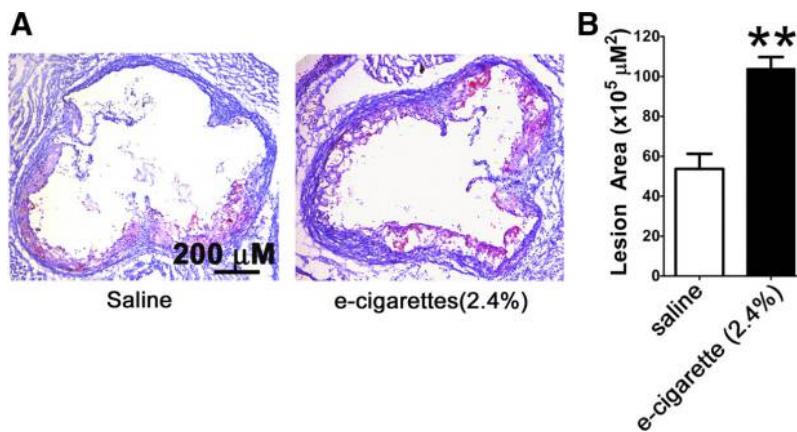 A
200 µM
Saline
e-cigarettes(2.4%)
B
**
Lesion Area (x10⁵ µM²)
120
100
80
60
40
20
0
saline
e-cigarette (2.4%)